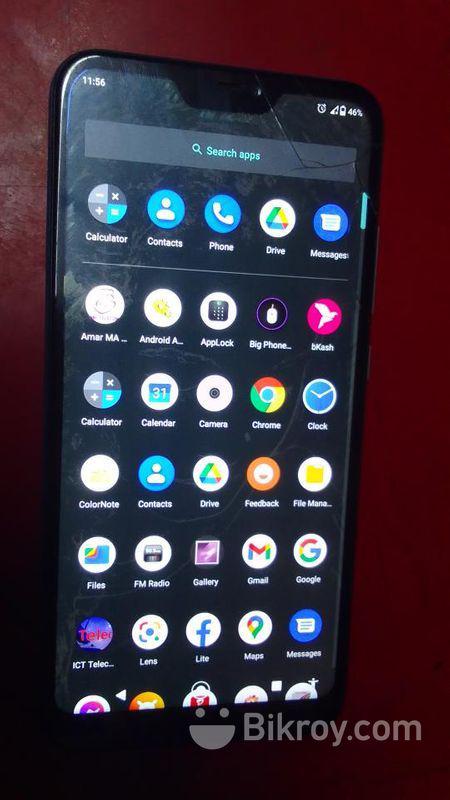 11:56
46%
Search apps
Calculator Contacts Phone Drive Messages
Amar MA ... Android A... AppLock Big Phone... bKash
31
Calculator Calendar Camera Chrome Clock
ColorNote Contacts Drive Feedback File Mana...
Files FM Radio Gallery Gmail Google
Telec
ICT Telec... Lens Lite Maps Messages
Bikroy.com